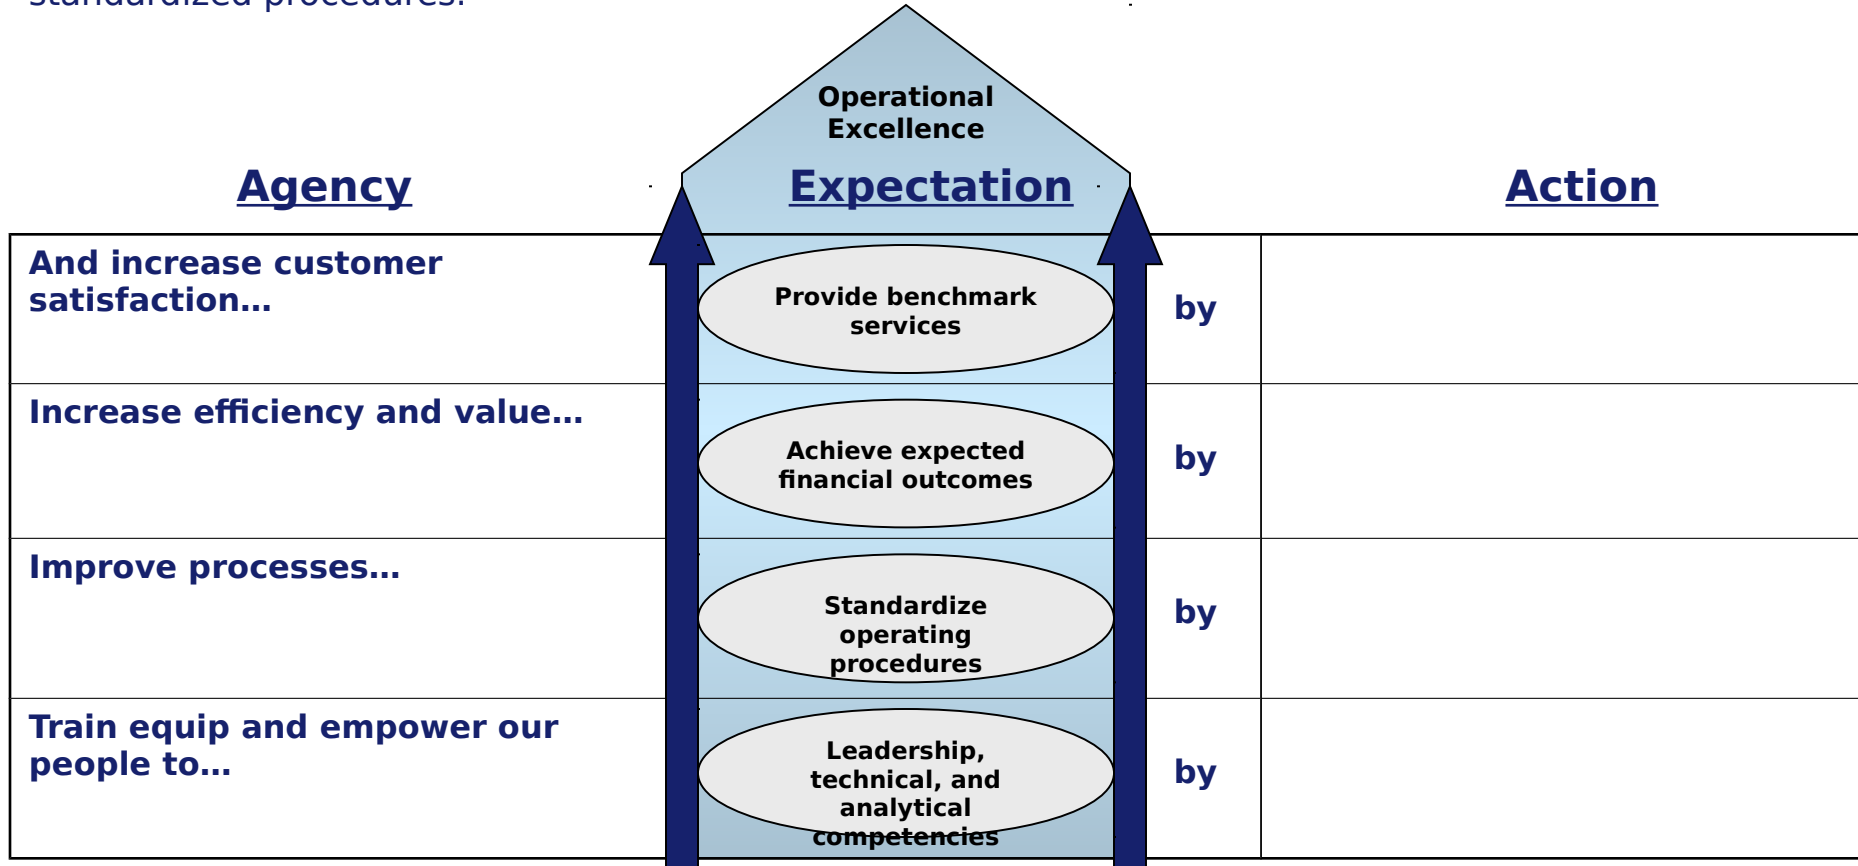 standardized procedures.
Operational
Excellence
Agency
Expectation
Action
And increase customer
satisfaction…
Provide benchmark
services
by
Increase efficiency and value…
Achieve expected
financial outcomes
by
Improve processes…
Standardize
operating
procedures
by
Train equip and empower our
people to…
Leadership,
technical, and
analytical
competencies
by